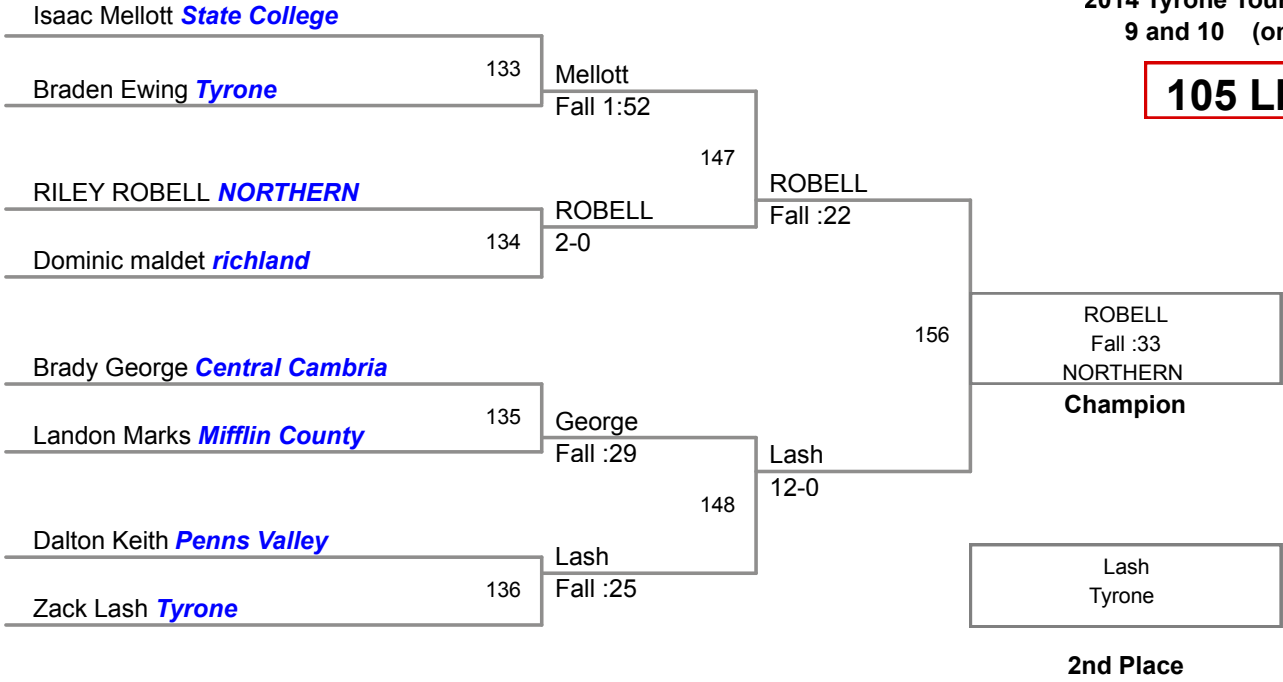 Isaac Mellott State College
2014 Tyrone Tour
9 and 10 (or
105 L
133
Mellott
Braden Ewing Tyrone
Fall 1:52
147
RILEY ROBELL NORTHERN
ROBELL
ROBELL
Fall :22
134
2-0
Dominic maldet richland
156
ROBELL
Fall :33
NORTHERN
Champion
Brady George Central Cambria
135
George
Landon Marks Mifflin County
Fall :29
Lash
12-0
148
Dalton Keith Penns Valley
Lash
136
Fall :25
Zack Lash Tyrone
Lash
Tyrone
2nd Place